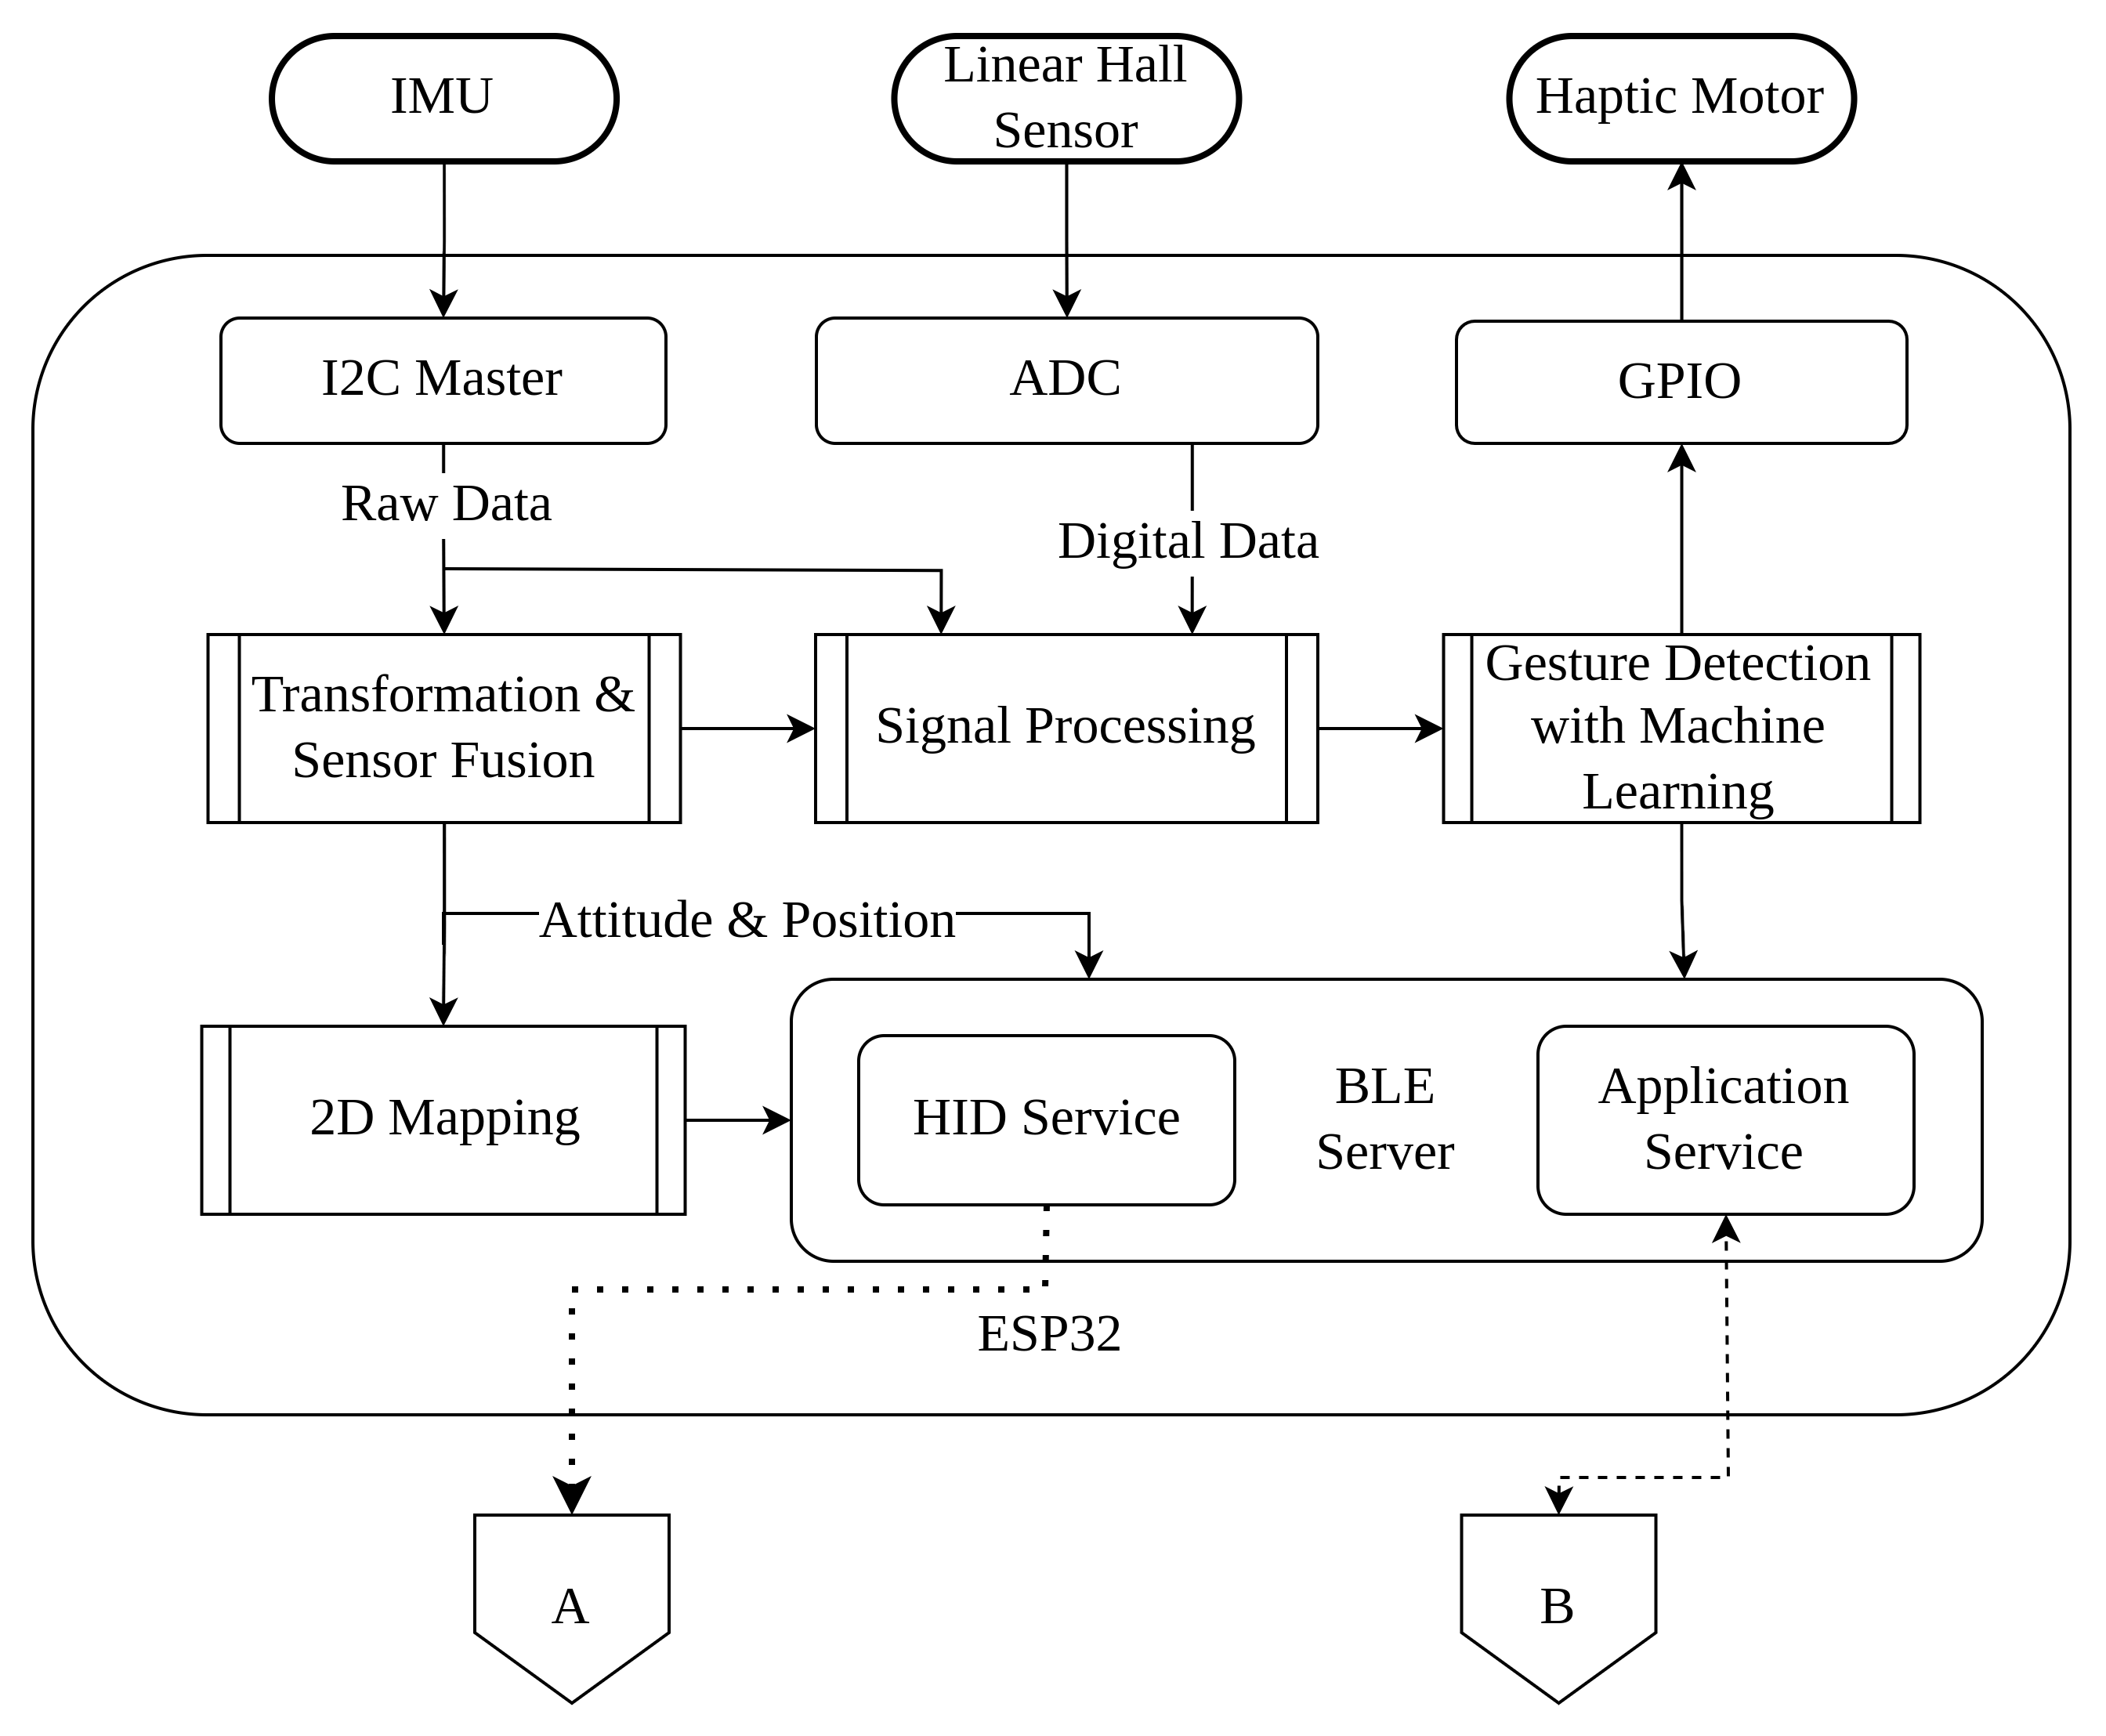 IMU
Linear Hall
Sensor
Haptic Motor
I2C Master
ADC
GPIO
Raw Data
Digital Data
Transformation &
Sensor Fusion
Signal Processing
Gesture Detection
with Machine
Learning
Attitude & Position
2D Mapping
HID Service
BLE
Server
Application
Service
ESP32
A
B